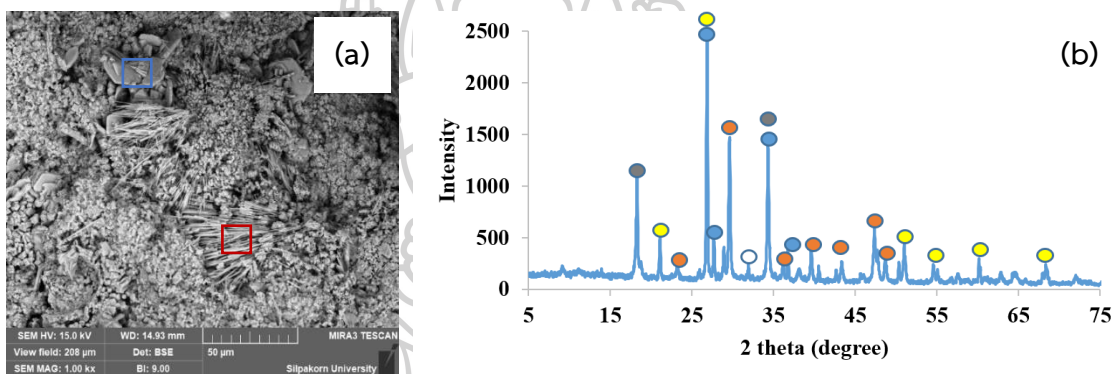 (a)
SEM HV: 15.0 kV WD: 14.93 mm MIRA3 TESCAN
View field: 208 µm Det: BSE 50 µm
SEM MAG: 1.00 kx BI: 9.00 Silpakorn University
(b)
2500
2000
1500
1000
500
0
Intensity
5 15 25 35 45 55 65 75
2 theta (degree)